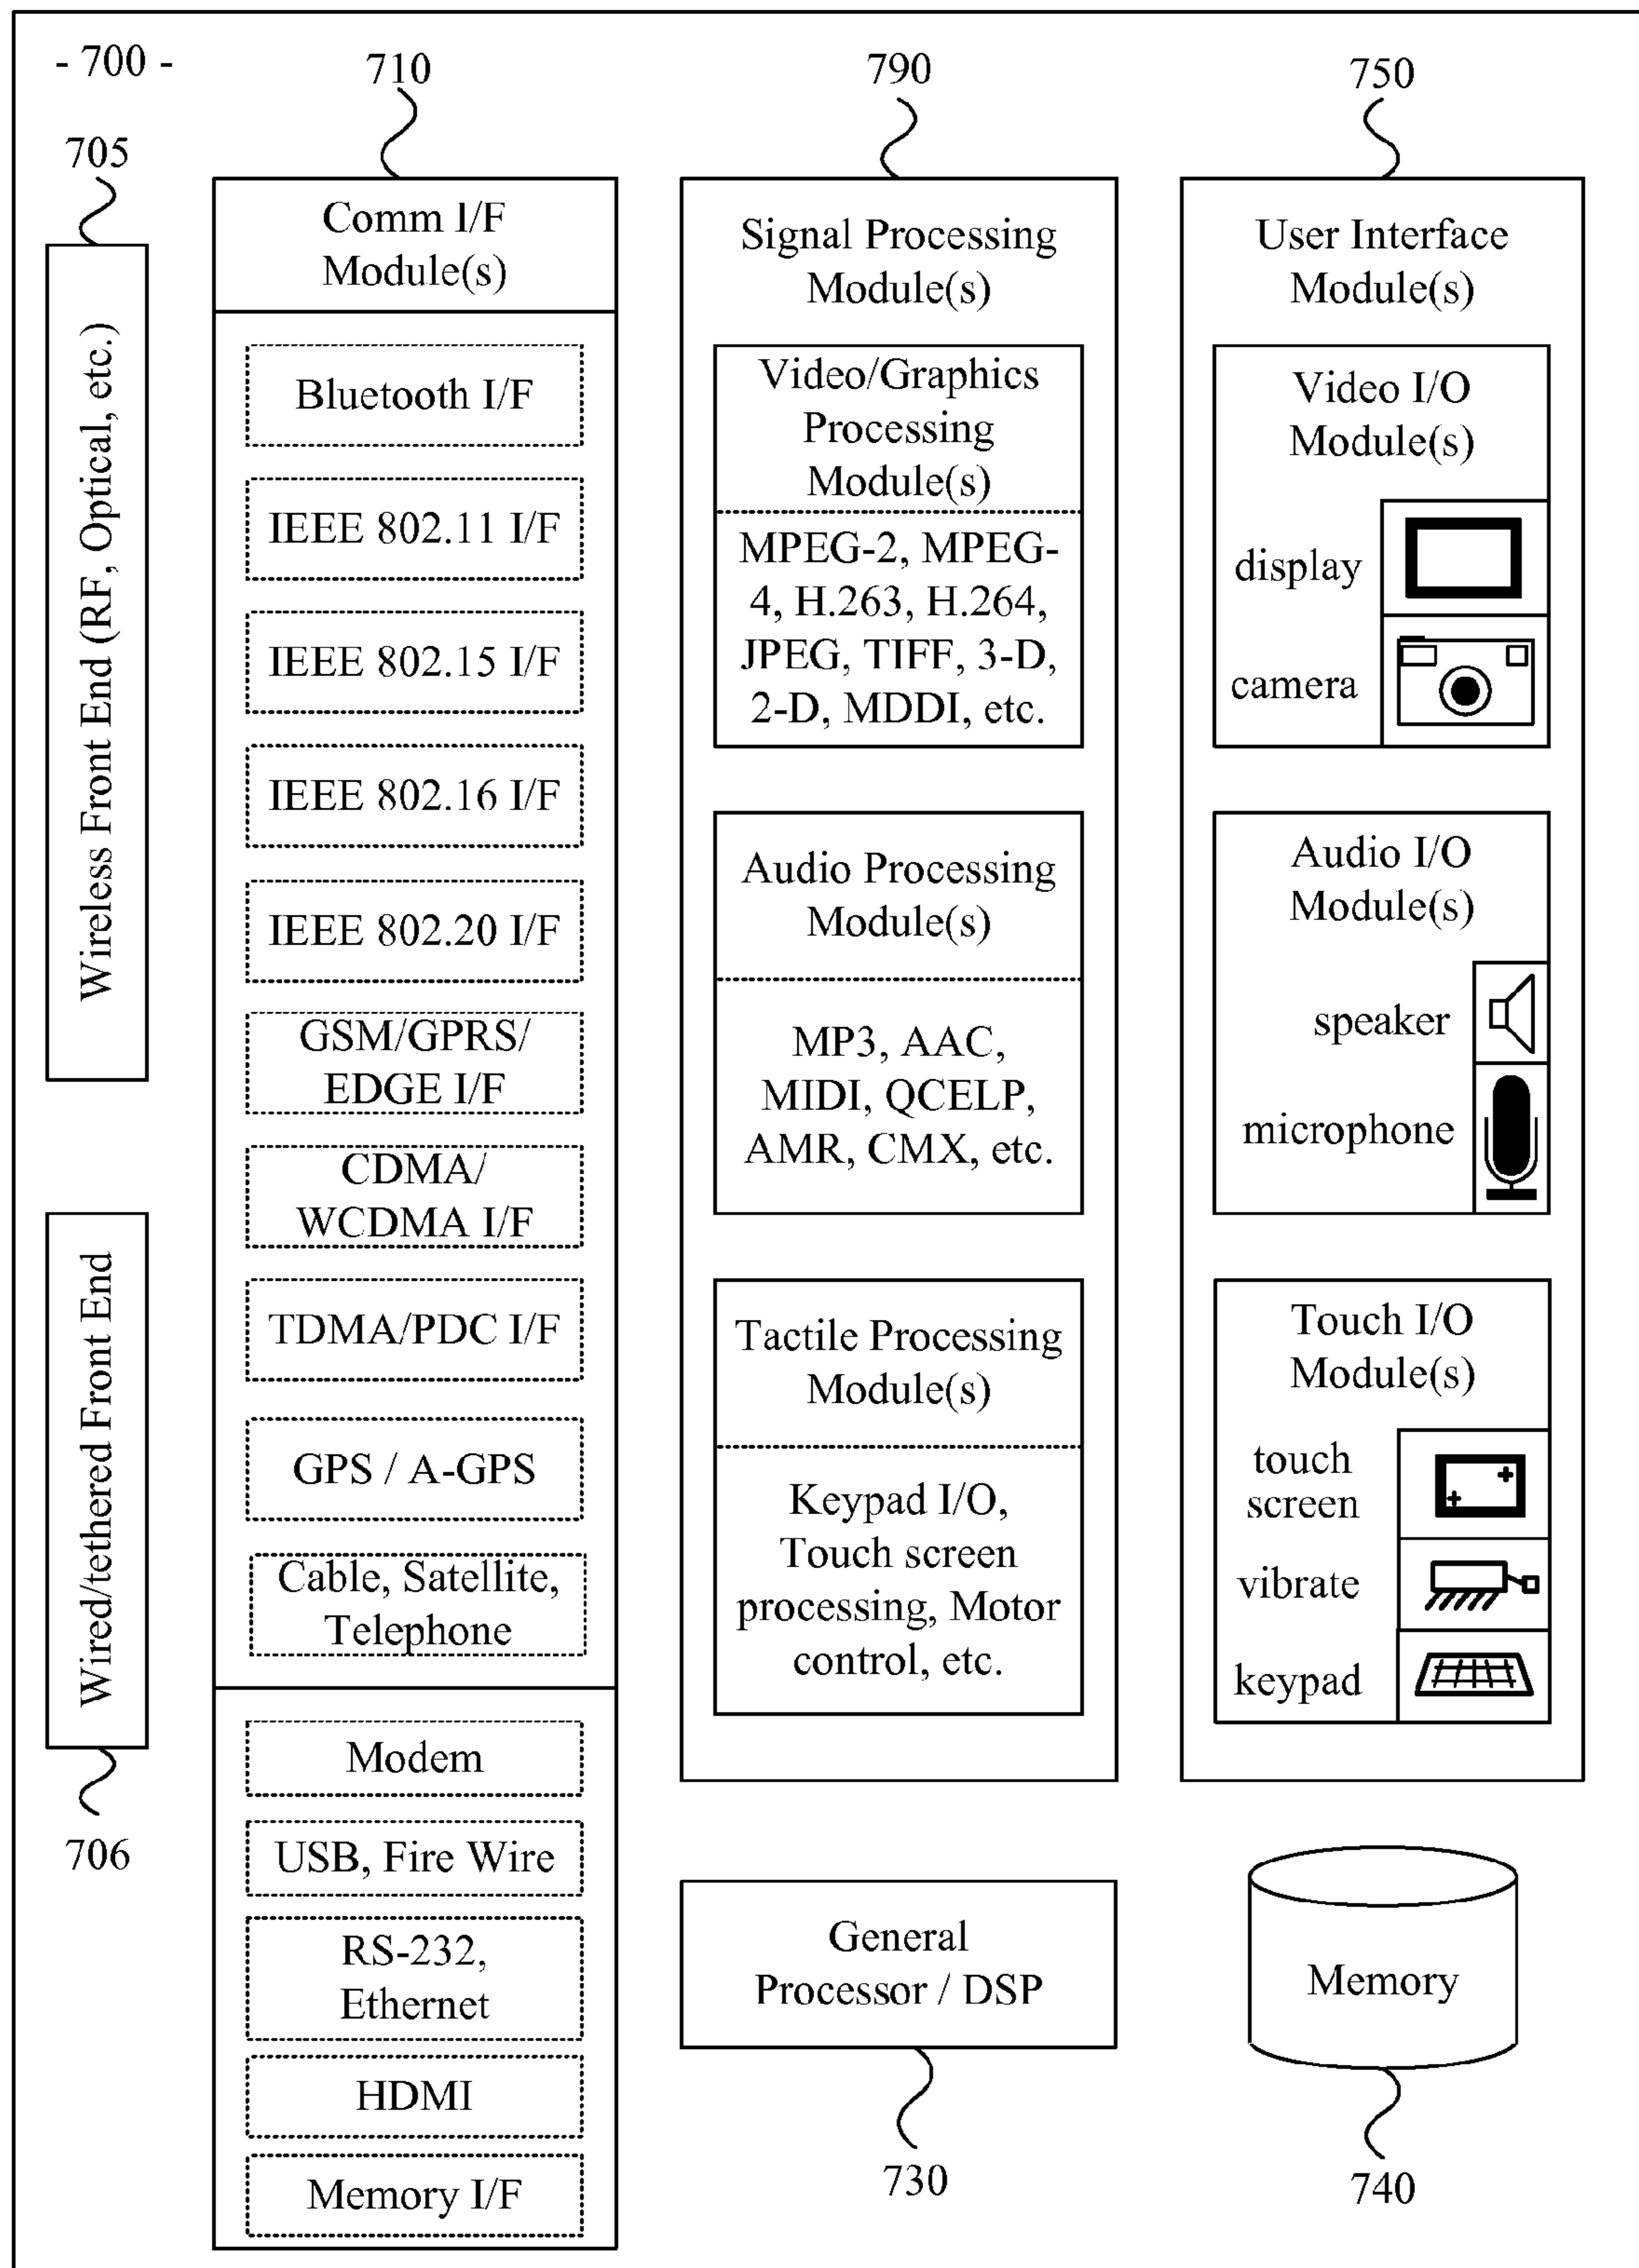 - 700 -
705
Wireless Front End (RF, Optical, etc.)
Wired/tethered Front End
706
710
Comm I/F
Module(s)
Bluetooth I/F
IEEE 802.11 I/F
IEEE 802.15 I/F
IEEE 802.16 I/F
IEEE 802.20 I/F
GSM/GPRS/
EDGE I/F
CDMA/
WCDMA I/F
TDMA/PDC I/F
GPS / A-GPS
Cable, Satellite,
Telephone
Modem
USB, Fire Wire
RS-232,
Ethernet
HDMI
Memory I/F
790
Signal Processing
Module(s)
Video/Graphics
Processing
Module(s)
MPEG-2, MPEG-
4, H.263, H.264,
JPEG, TIFF, 3-D,
2-D, MDDI, etc.
Audio Processing
Module(s)
MP3, AAC,
MIDI, QCELP,
AMR, CMX, etc.
Tactile Processing
Module(s)
Keypad I/O,
Touch screen
processing, Motor
control, etc.
General
Processor / DSP
730
750
User Interface
Module(s)
Video I/O
Module(s)
display
camera
Audio I/O
Module(s)
speaker
microphone
Touch I/O
Module(s)
touch
screen
vibrate
keypad
Memory
740